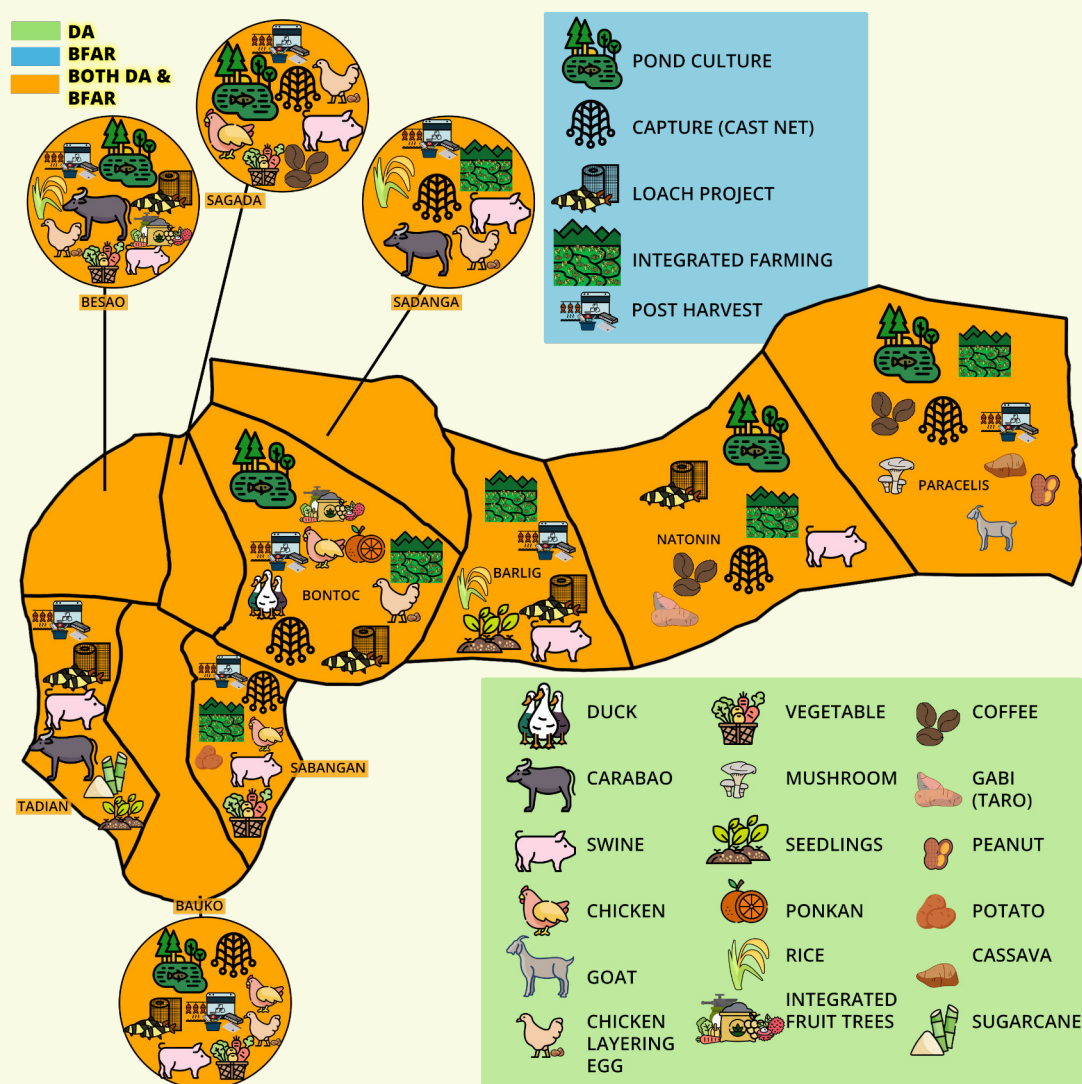 DA
BFAR
BOTH DA &
BFAR
POND CULTURE
CAPTURE (CAST NET)
LOACH PROJECT
INTEGRATED FARMING
POST HARVEST
SAGADA
BESAO
SADANGA
PARACELIS
NATONIN
BARLIG
BONTOC
SABANGAN
TADIAN
BAUKO
DUCK
CARABAO
SWINE
CHICKEN
GOAT
CHICKEN
LAYERING
EGG
VEGETABLE
MUSHROOM
SEEDLINGS
PONKAN
RICE
INTEGRATED
FRUIT TREES
COFFEE
GABI
(TARO)
PEANUT
POTATO
CASSAVA
SUGARCANE